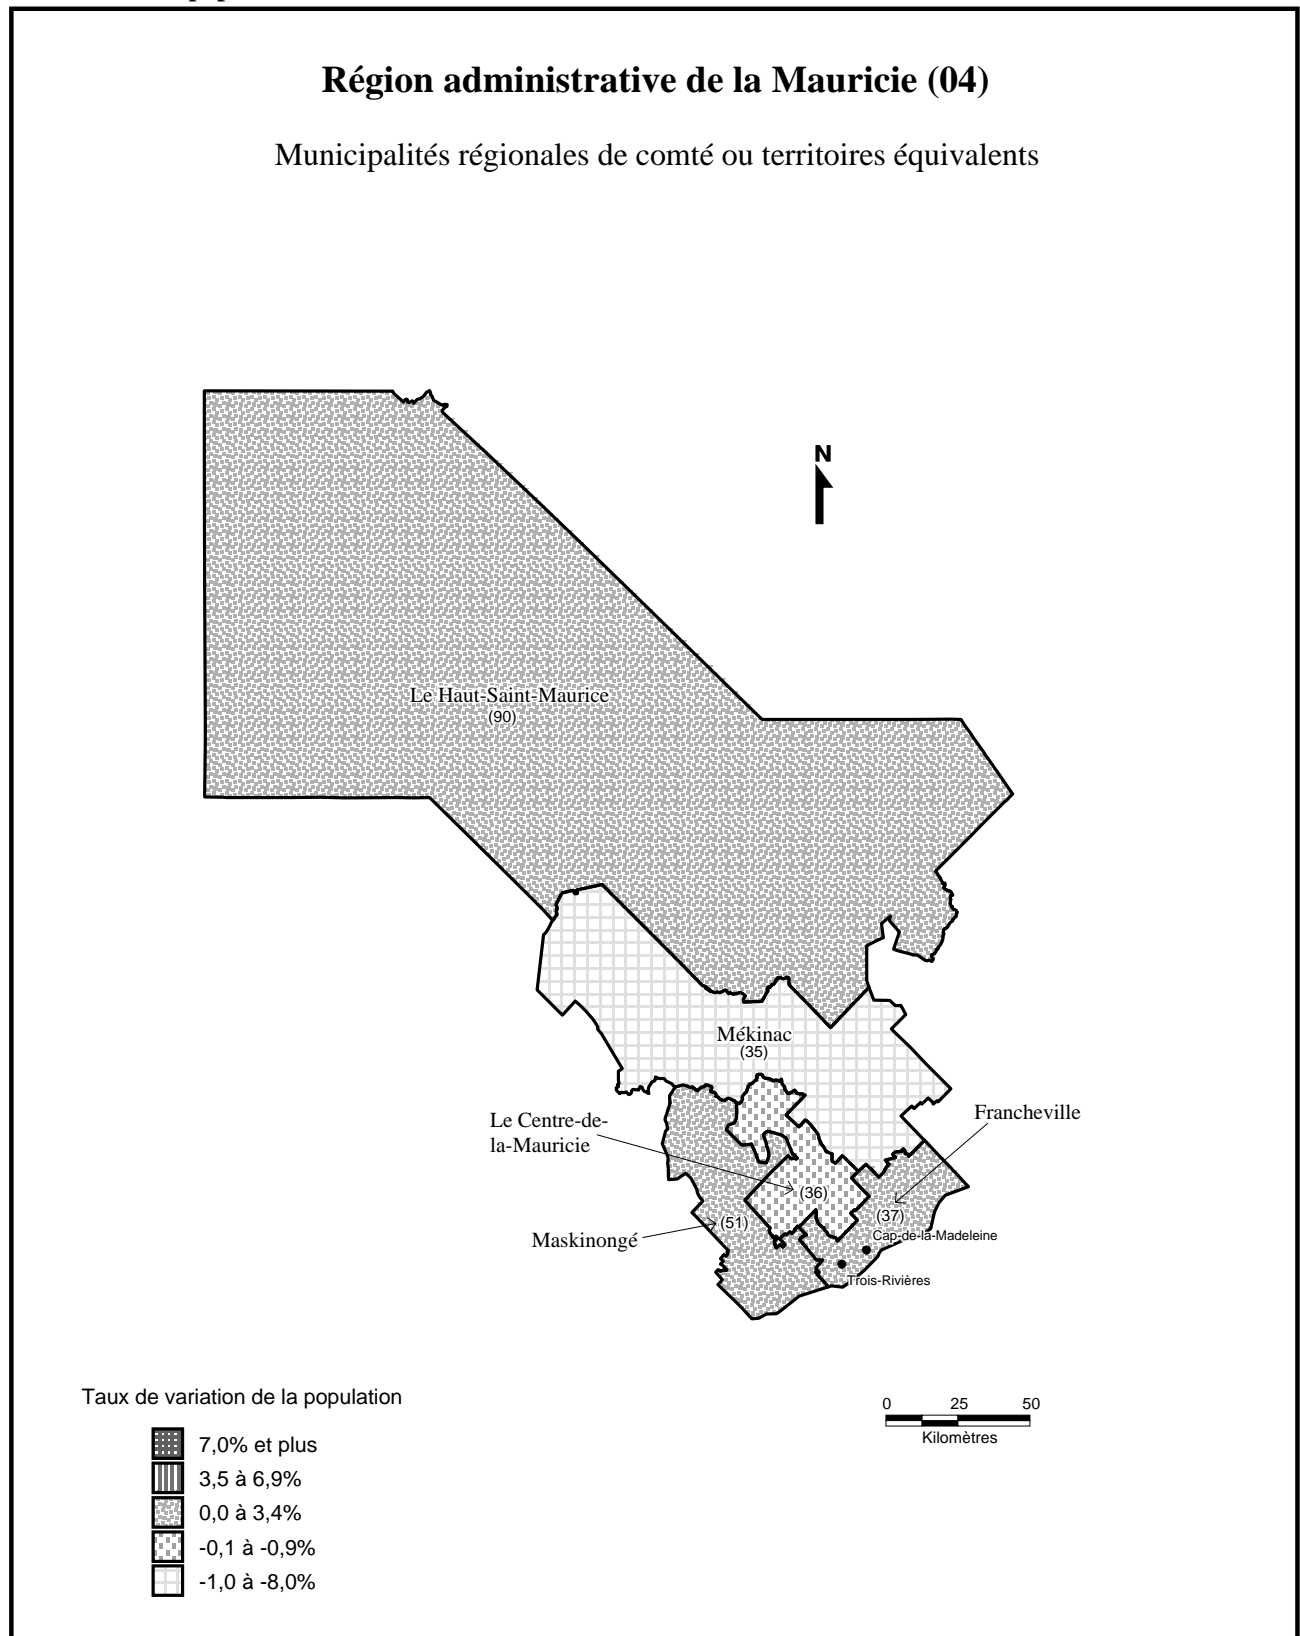 Région administrative de la Mauricie (04)
Municipalités régionales de comté ou territoires équivalents
N
Le Haut-Saint-Maurice
(90)
Mékinac
(35)
Le Centre-de-
la-Mauricie
Francheville
(36)
(37)
(51)
Maskinongé
Cap-de-la-Madeleine
Trois-Rivières
Taux de variation de la population
7,0% et plus
3,5 à 6,9%
0,0 à 3,4%
-0,1 à -0,9%
-1,0 à -8,0%
0 25 50
Kilomètres